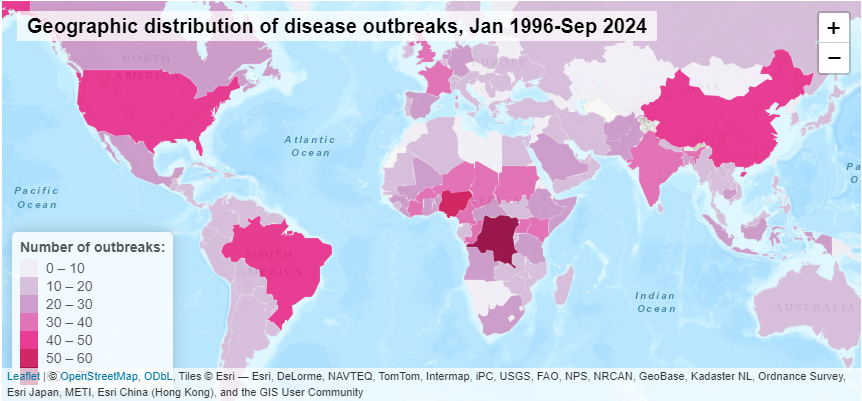 Geographic distribution of disease outbreaks, Jan 1996-Sep 2024
+
−
NORTH
AMERICA
EUROPE
ASIA
Atlantic
Ocean
Pacific
Ocean
Pa
Oc
AFRICA
SOUTH
AMERICA
Indian
Ocean
AUSTRALIA
Number of outbreaks:
0 – 10
10 – 20
20 – 30
30 – 40
40 – 50
50 – 60
Leaflet | © OpenStreetMap, ODbL, Tiles © Esri — Esri, DeLorme, NAVTEQ, TomTom, Intermap, iPC, USGS, FAO, NPS, NRCAN, GeoBase, Kadaster NL, Ordnance Survey,
Esri Japan, METI, Esri China (Hong Kong), and the GIS User Community